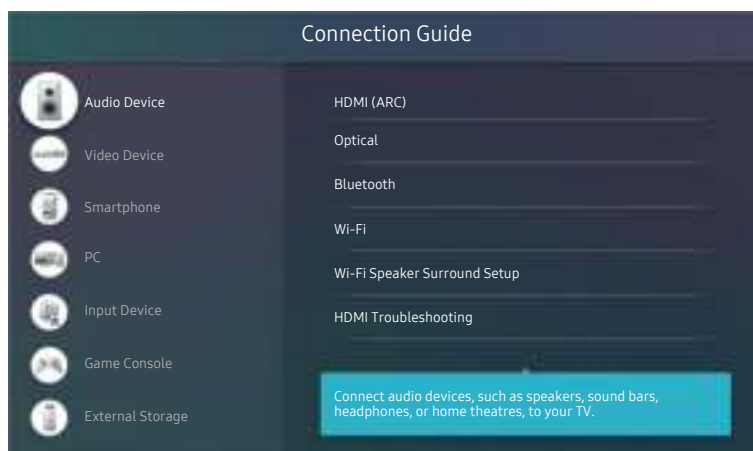 Connection Guide
Audio Device
Video Device
Smartphone
PC
Input Device
Game Console
External Storage
HDMI (ARC)
Optical
Bluetooth
Wi-Fi
Wi-Fi Speaker Surround Setup
HDMI Troubleshooting
Connect audio devices, such as speakers, sound bars,
headphones, or home theatres, to your TV.